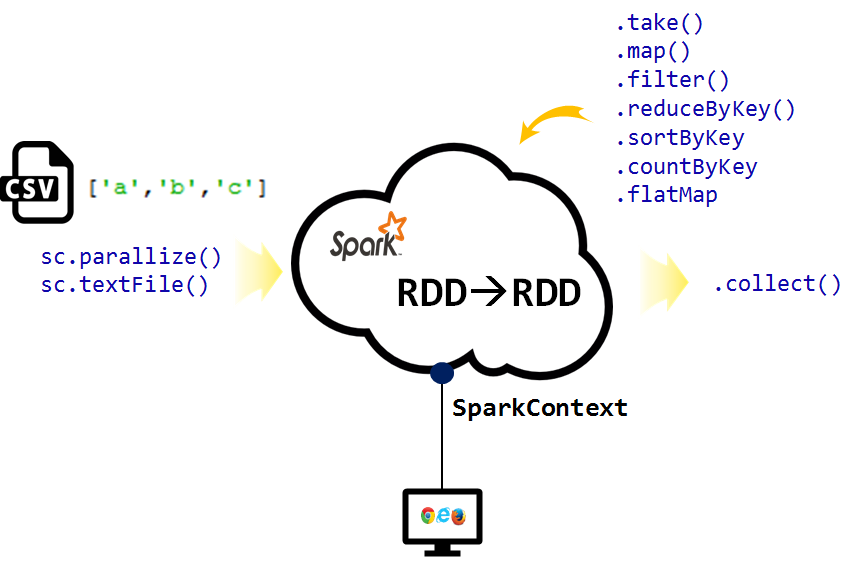 .take()
.map()
.filter()
.reduceByKey()
.sortByKey
.countByKey
.flatMap
CSV
['a','b','c']
sc.parallize()
sc.textFile()
Spark
RDD→RDD
.collect()
SparkContext